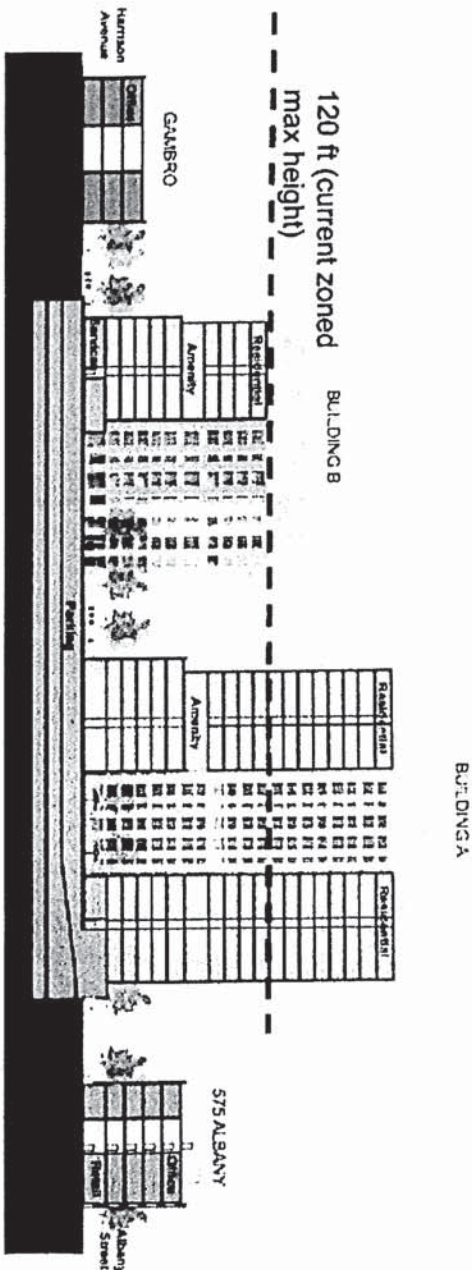 BUILDING A
120 ft (current zoned
max height)
BUILDING B
GAMBRO
575 ALBANY
Residential
Residential
Residential
Amenity
Amenity
Office
Office
Services
Retail
Harrison
Avenue
Albany
Street
Parking